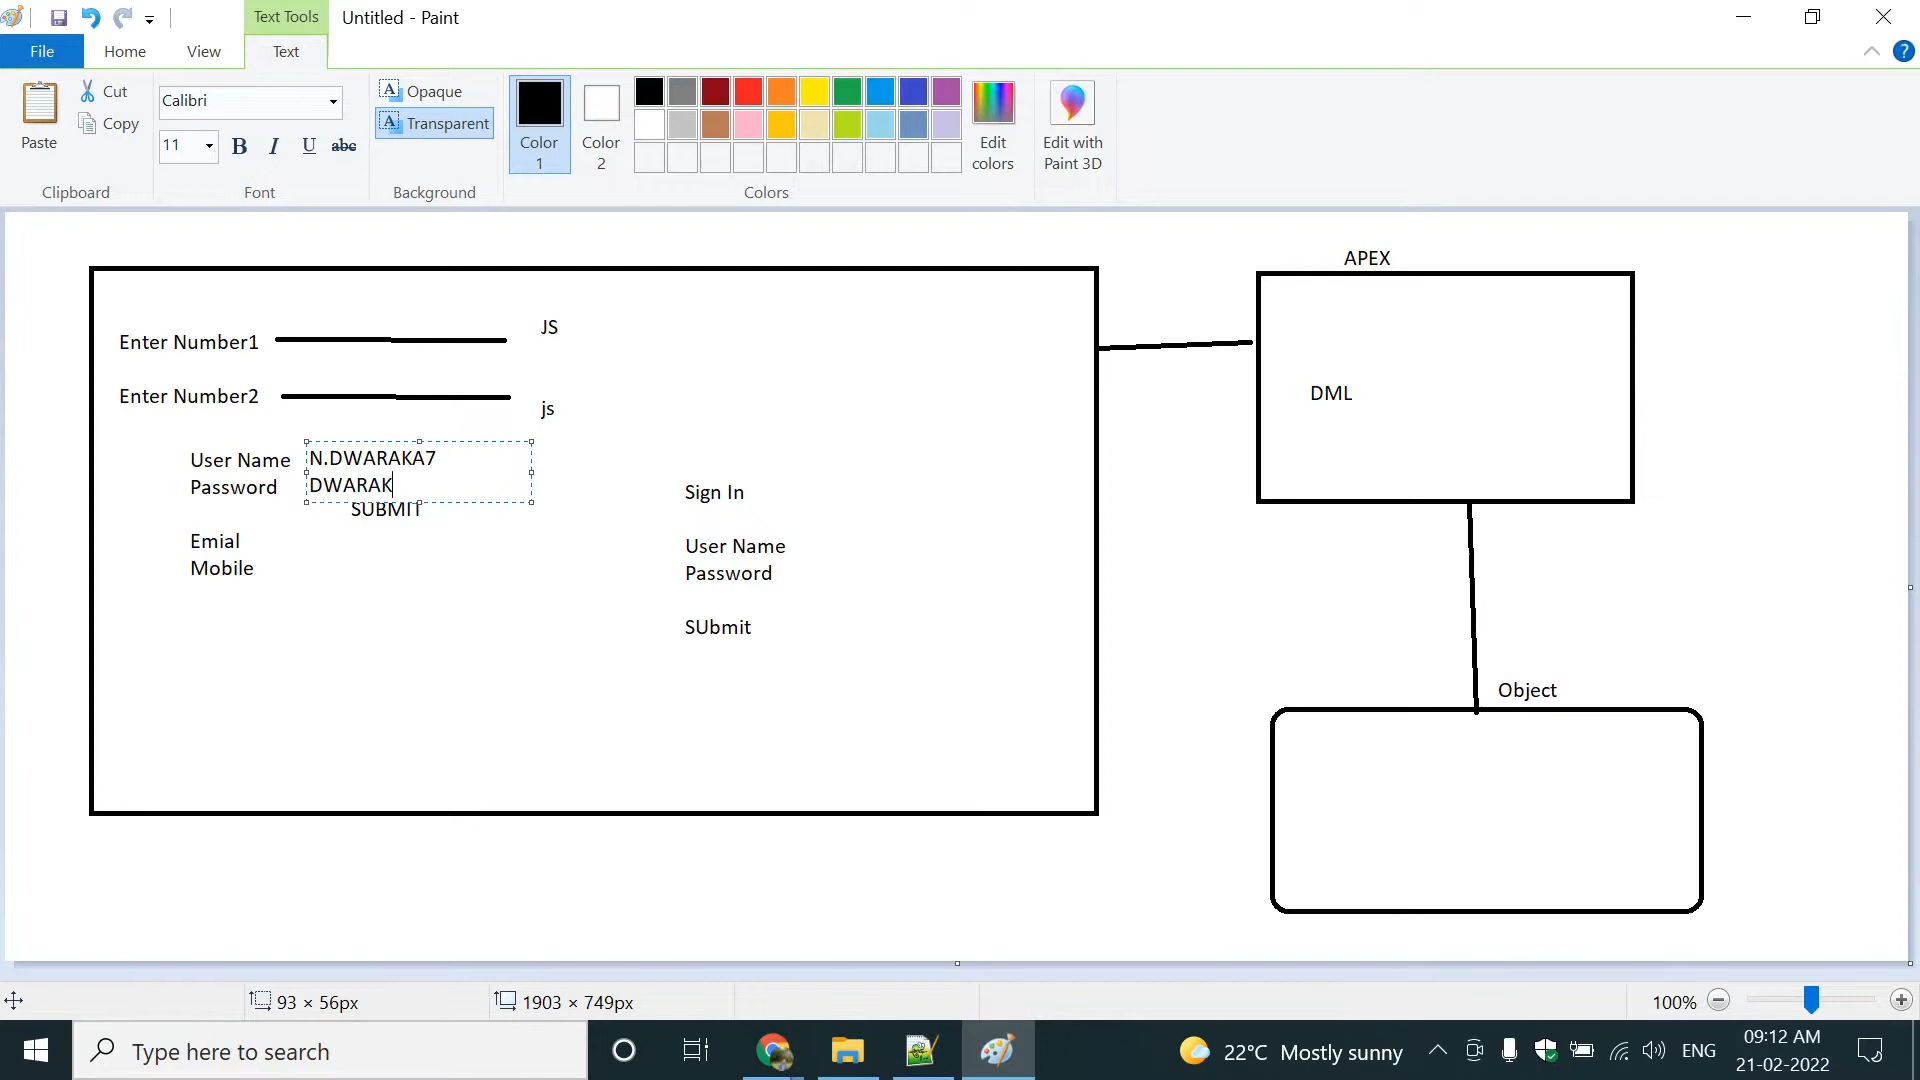 Text Tools
Untitled - Paint
File
Home
View
Text
Paste
Cut
Copy
Clipboard
Calibri
11
B I U abc
Font
A Opaque
A Transparent
Background
Color 1
Color 2
Colors
Edit colors
Edit with Paint 3D
APEX
JS
Enter Number1
Enter Number2
js
DML
User Name
N.DWARAKA7
Password
DWARAK
SUBMIT
Sign In
Emial
Mobile
User Name
Password
SUbmit
Object
93 × 56px
1903 × 749px
100%
Type here to search
22°C Mostly sunny
ENG
09:12 AM
21-02-2022